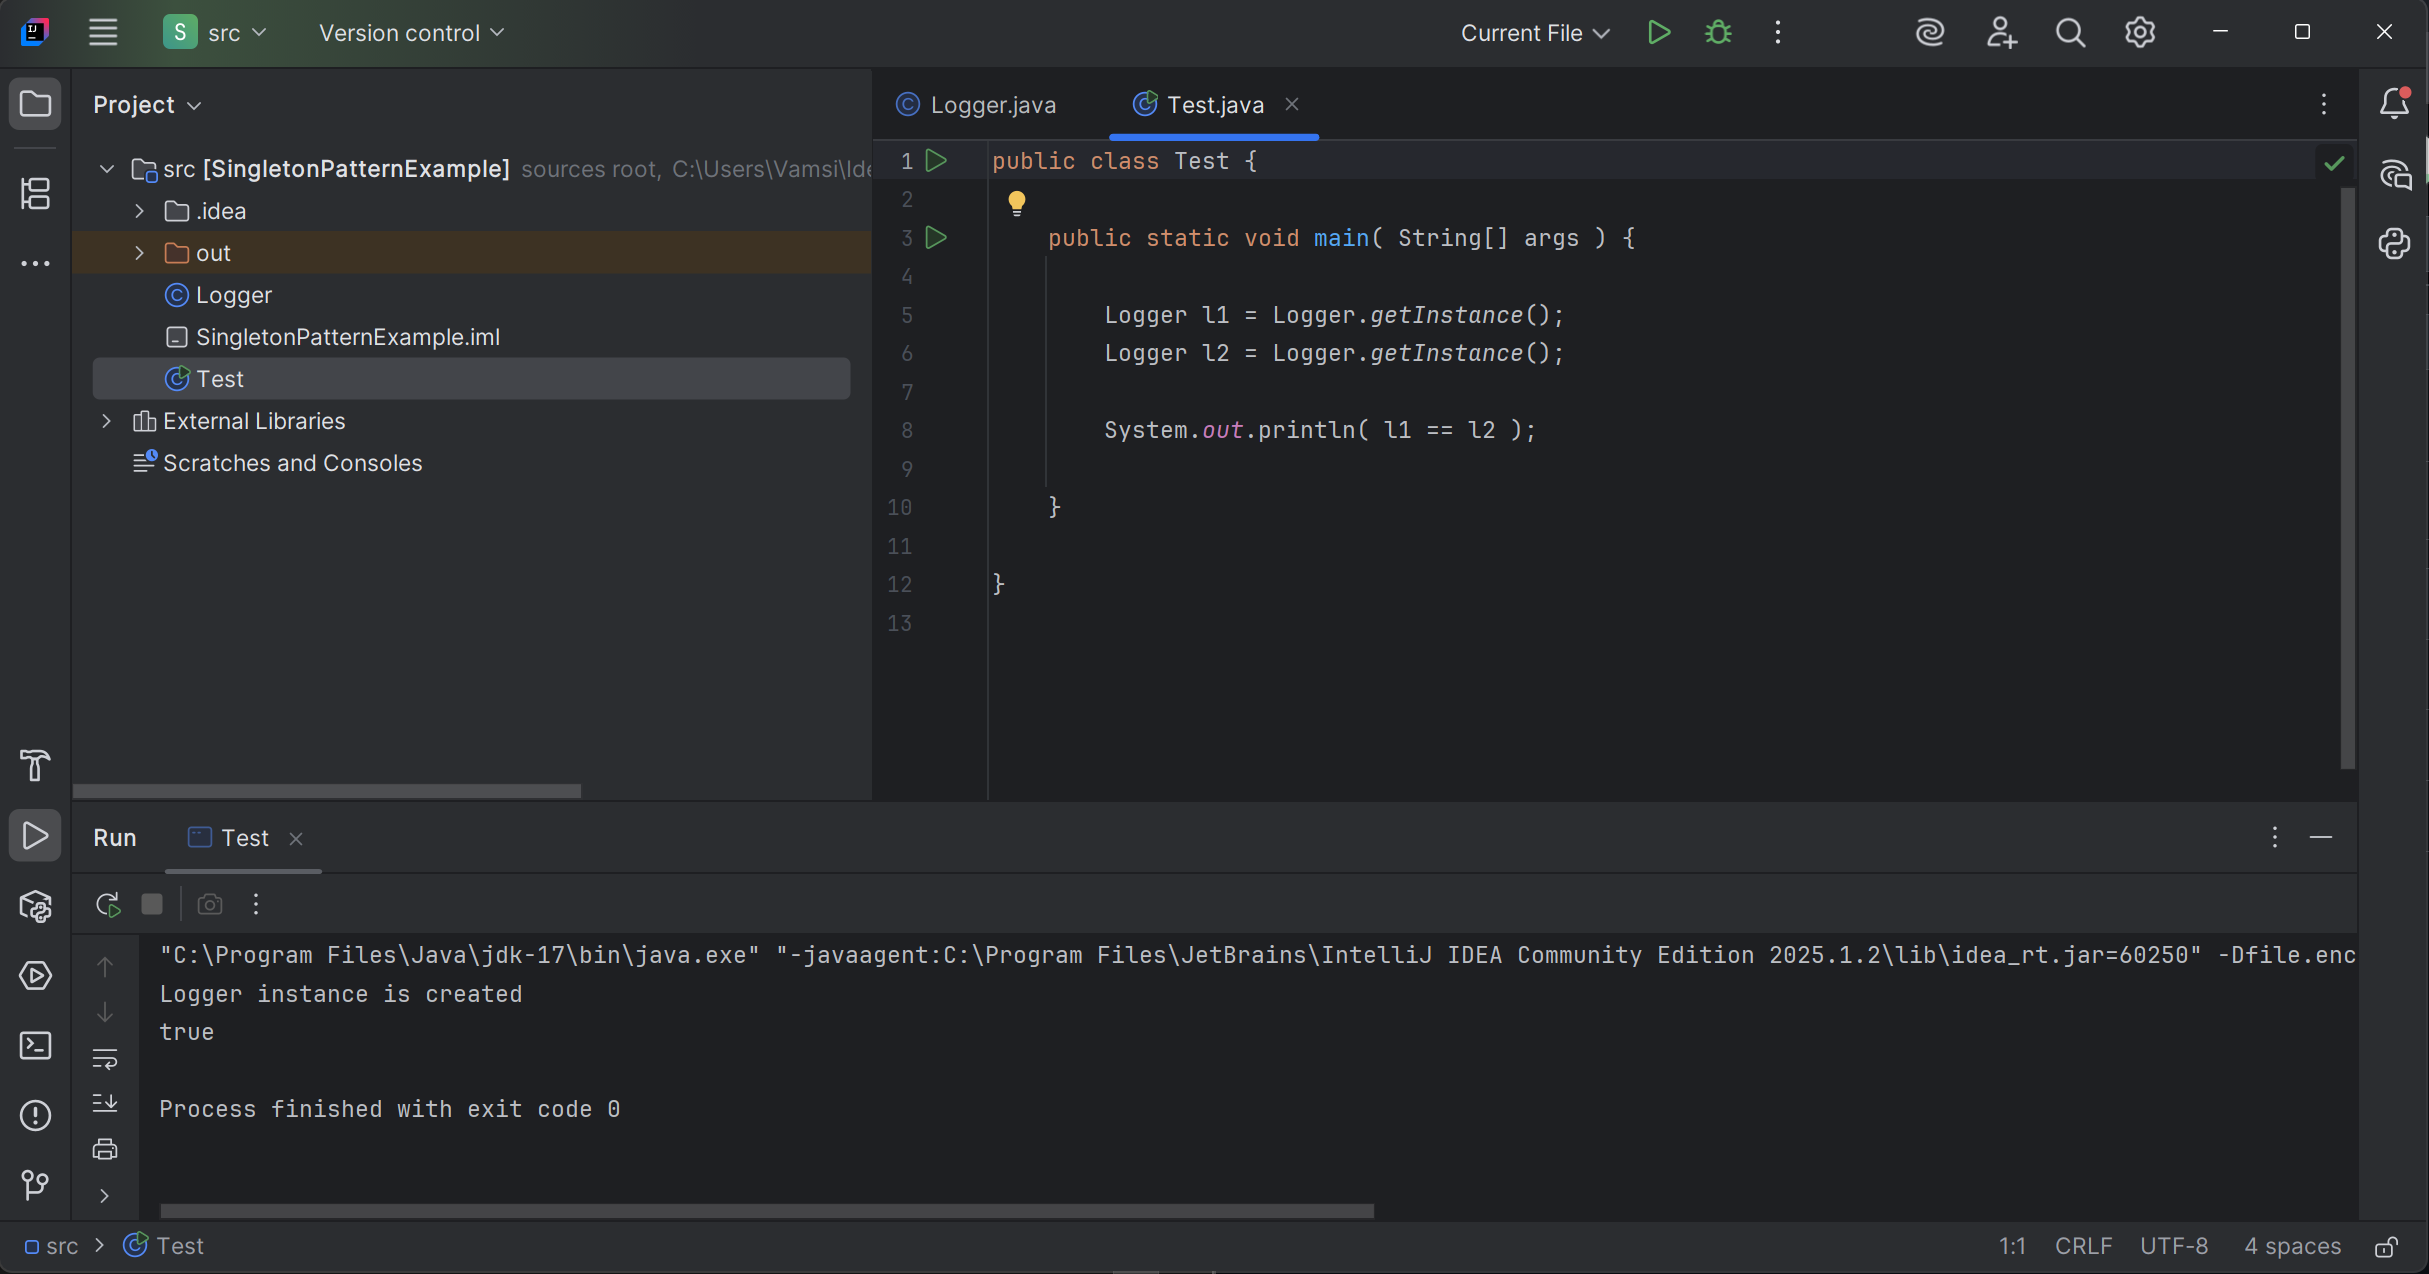 S src Version control Current File
Project
Logger.java Test.java
src [SingletonPatternExample] sources root, C:\Users\Vamsi\Ide
.idea
out
Logger
SingletonPatternExample.iml
Test
External Libraries
Scratches and Consoles
1 public class Test {
2
3 public static void main( String[] args ) {
4
5 Logger l1 = Logger.getInstance();
6 Logger l2 = Logger.getInstance();
7
8 System.out.println( l1 == l2 );
9
10 }
11
12 }
13
Run Test
"C:\Program Files\Java\jdk-17\bin\java.exe" "-javaagent:C:\Program Files\JetBrains\IntelliJ IDEA Community Edition 2025.1.2\lib\idea_rt.jar=60250" -Dfile.enc
Logger instance is created
true
Process finished with exit code 0
src Test 1:1 CRLF UTF-8 4 spaces